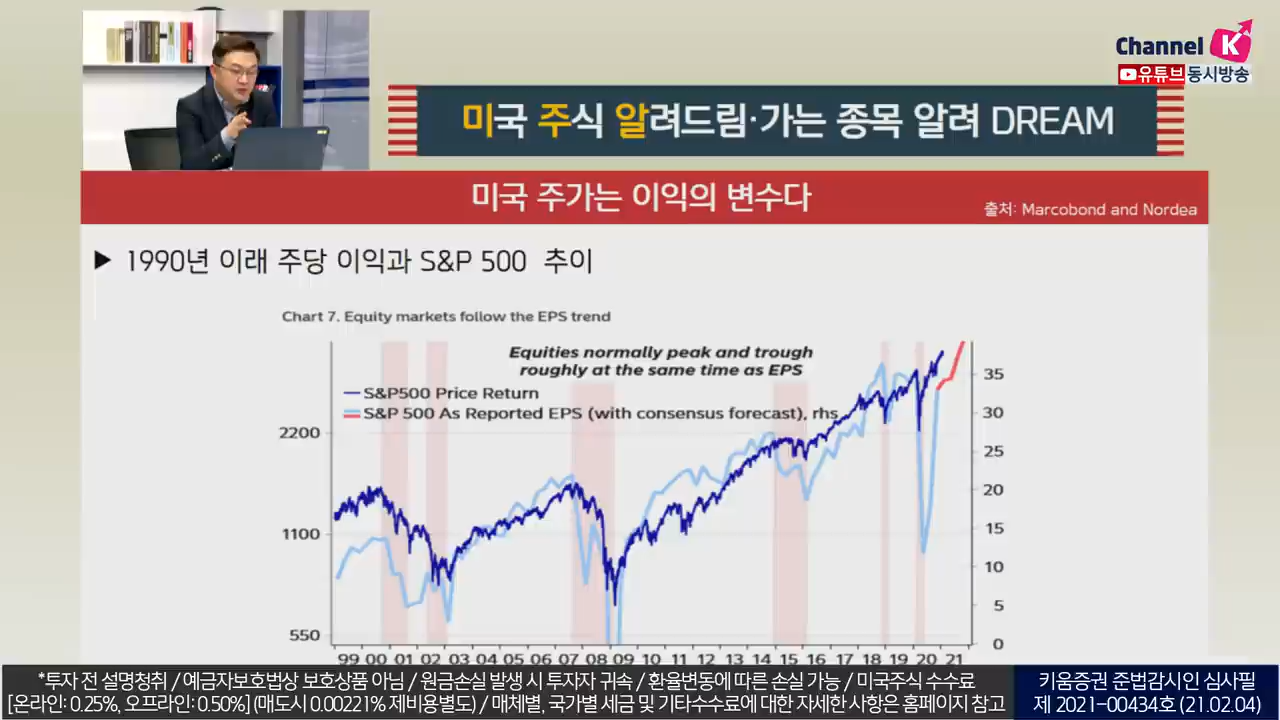 Channel K
유튜브 동시방송
미국 주식 알려드림·가는 종목 알려 DREAM
미국 주가는 이익의 변수다
출처: Marcobond and Nordea
▶ 1990년 이래 주당 이익과 S&P 500 추이
Chart 7. Equity markets follow the EPS trend
Equities normally peak and trough
roughly at the same time as EPS
S&P500 Price Return
S&P 500 As Reported EPS (with consensus forecast), rhs
2200
1100
550
35
30
25
20
15
10
5
0
99 00 01 02 03 04 05 06 07 08 09 10 11 12 13 14 15 16 17 18 19 20 21
*투자 전 설명청취 / 예금자보호법상 보호상품 아님 / 원금손실 발생 시 투자자 귀속 / 환율변동에 따른 손실 가능 / 미국주식 수수료
[온라인: 0.25%, 오프라인: 0.50%] (매도시 0.00221% 제비용별도) / 매체별, 국가별 세금 및 기타수수료에 대한 자세한 사항은 홈페이지 참고
키움증권 준법감시인 심사필
제 2021-00434호 (21.02.04)